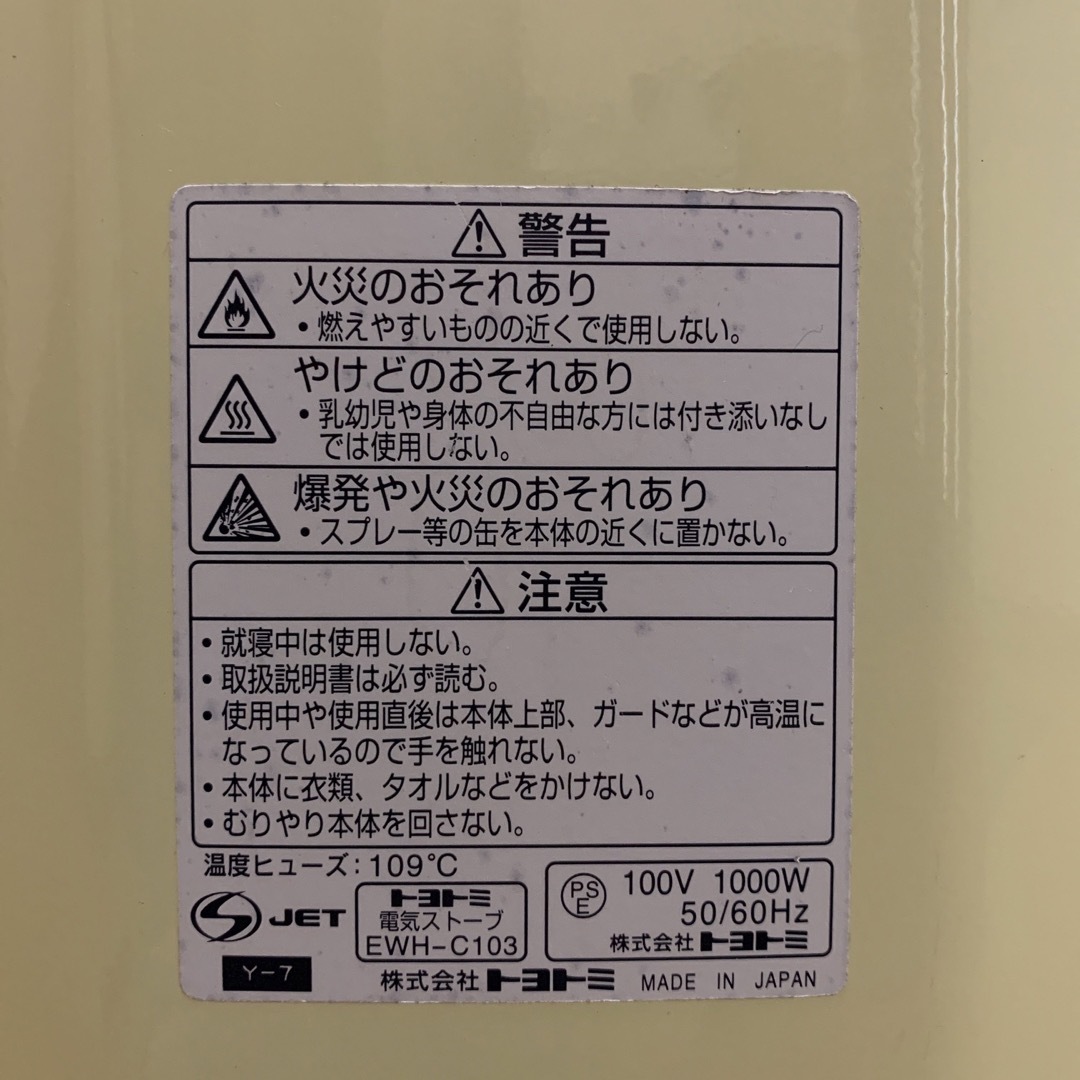 警告
火災のおそれあり
・燃えやすいものの近くで使用しない。
やけどのおそれあり
・乳幼児や身体の不自由な方には付き添いなし
では使用しない。
爆発や火災のおそれあり
・スプレー等の缶を本体の近くに置かない。
注意
・就寝中は使用しない。
・取扱説明書は必ず読む。
・使用中や使用直後は本体上部、ガードなどが高温に
なっているので手を触れない。
・本体に衣類、タオルなどをかけない。
・むりやり本体を回さない。
温度ヒューズ:109℃
S JET
トヨトミ
電気ストーブ
EWH-C103
PSE
100V 1000W
50/60Hz
株式会社トヨトミ
Y-7
株式会社トヨトミ MADE IN JAPAN